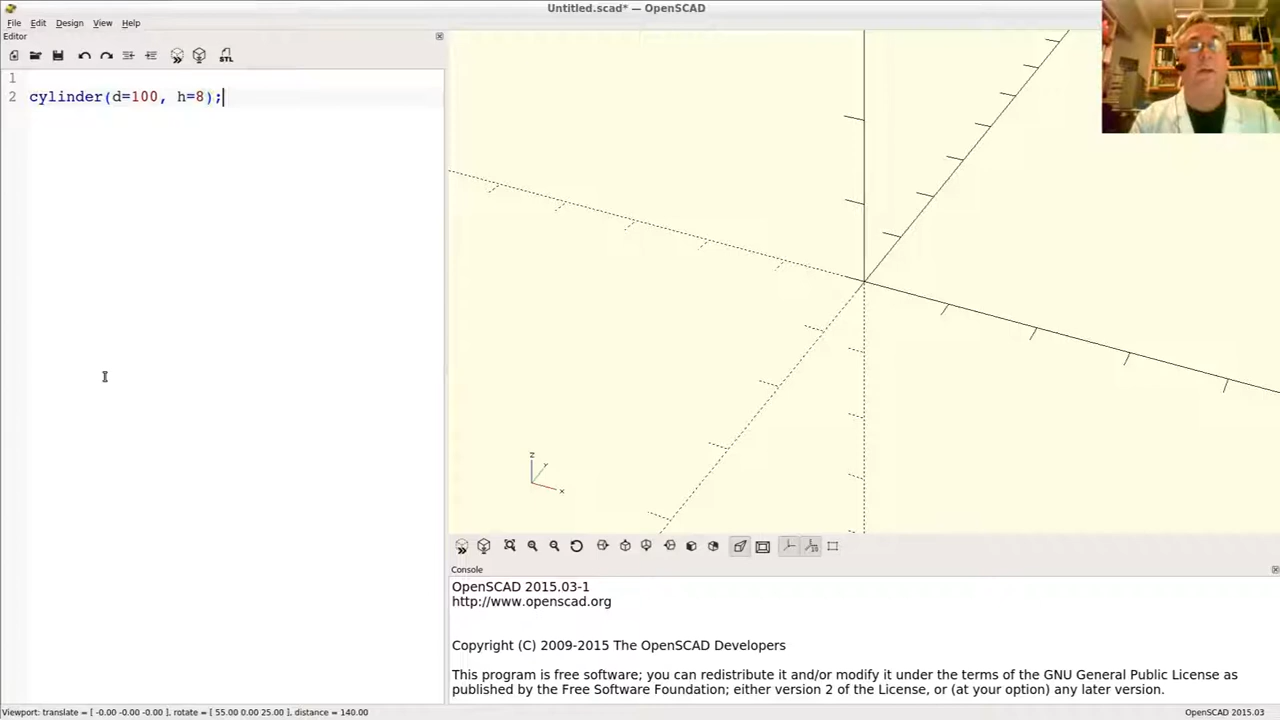 Untitled.scad* — OpenSCAD
File Edit Design View Help
Editor
STL
1
2 cylinder(d=100, h=8);
z
y
x
10
Console
OpenSCAD 2015.03-1
http://www.openscad.org
Copyright (C) 2009-2015 The OpenSCAD Developers
This program is free software; you can redistribute it and/or modify it under the terms of the GNU General Public License as
published by the Free Software Foundation; either version 2 of the License, or (at your option) any later version.
Viewport: translate = [ -0.00 -0.00 -0.00 ], rotate = [ 55.00 0.00 25.00 ], distance = 140.00
OpenSCAD 2015.03